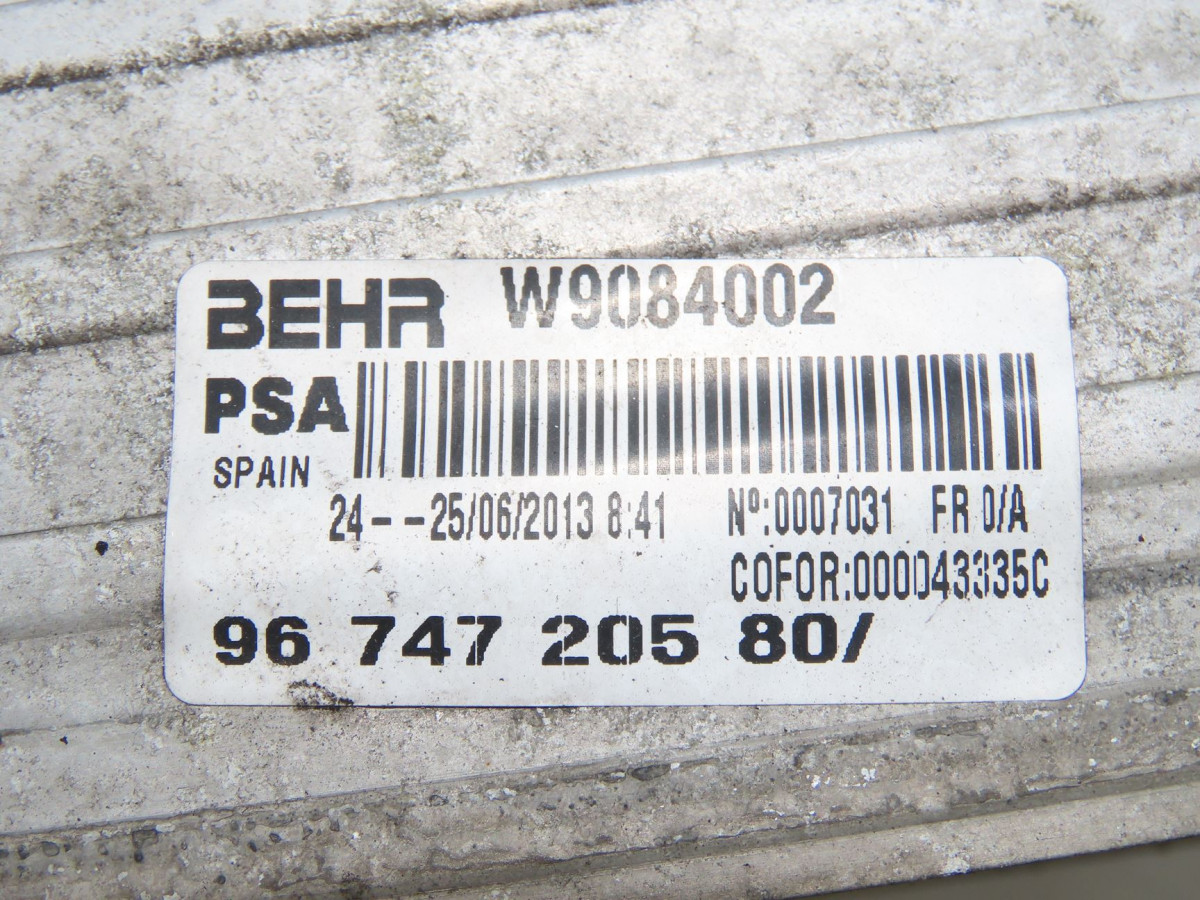 BEHR W9084002
PSA
SPAIN
24--25/06/2013 8:41 Nº:0007031 FR 0/A
COFOR:000043335C
96 747 205 80/